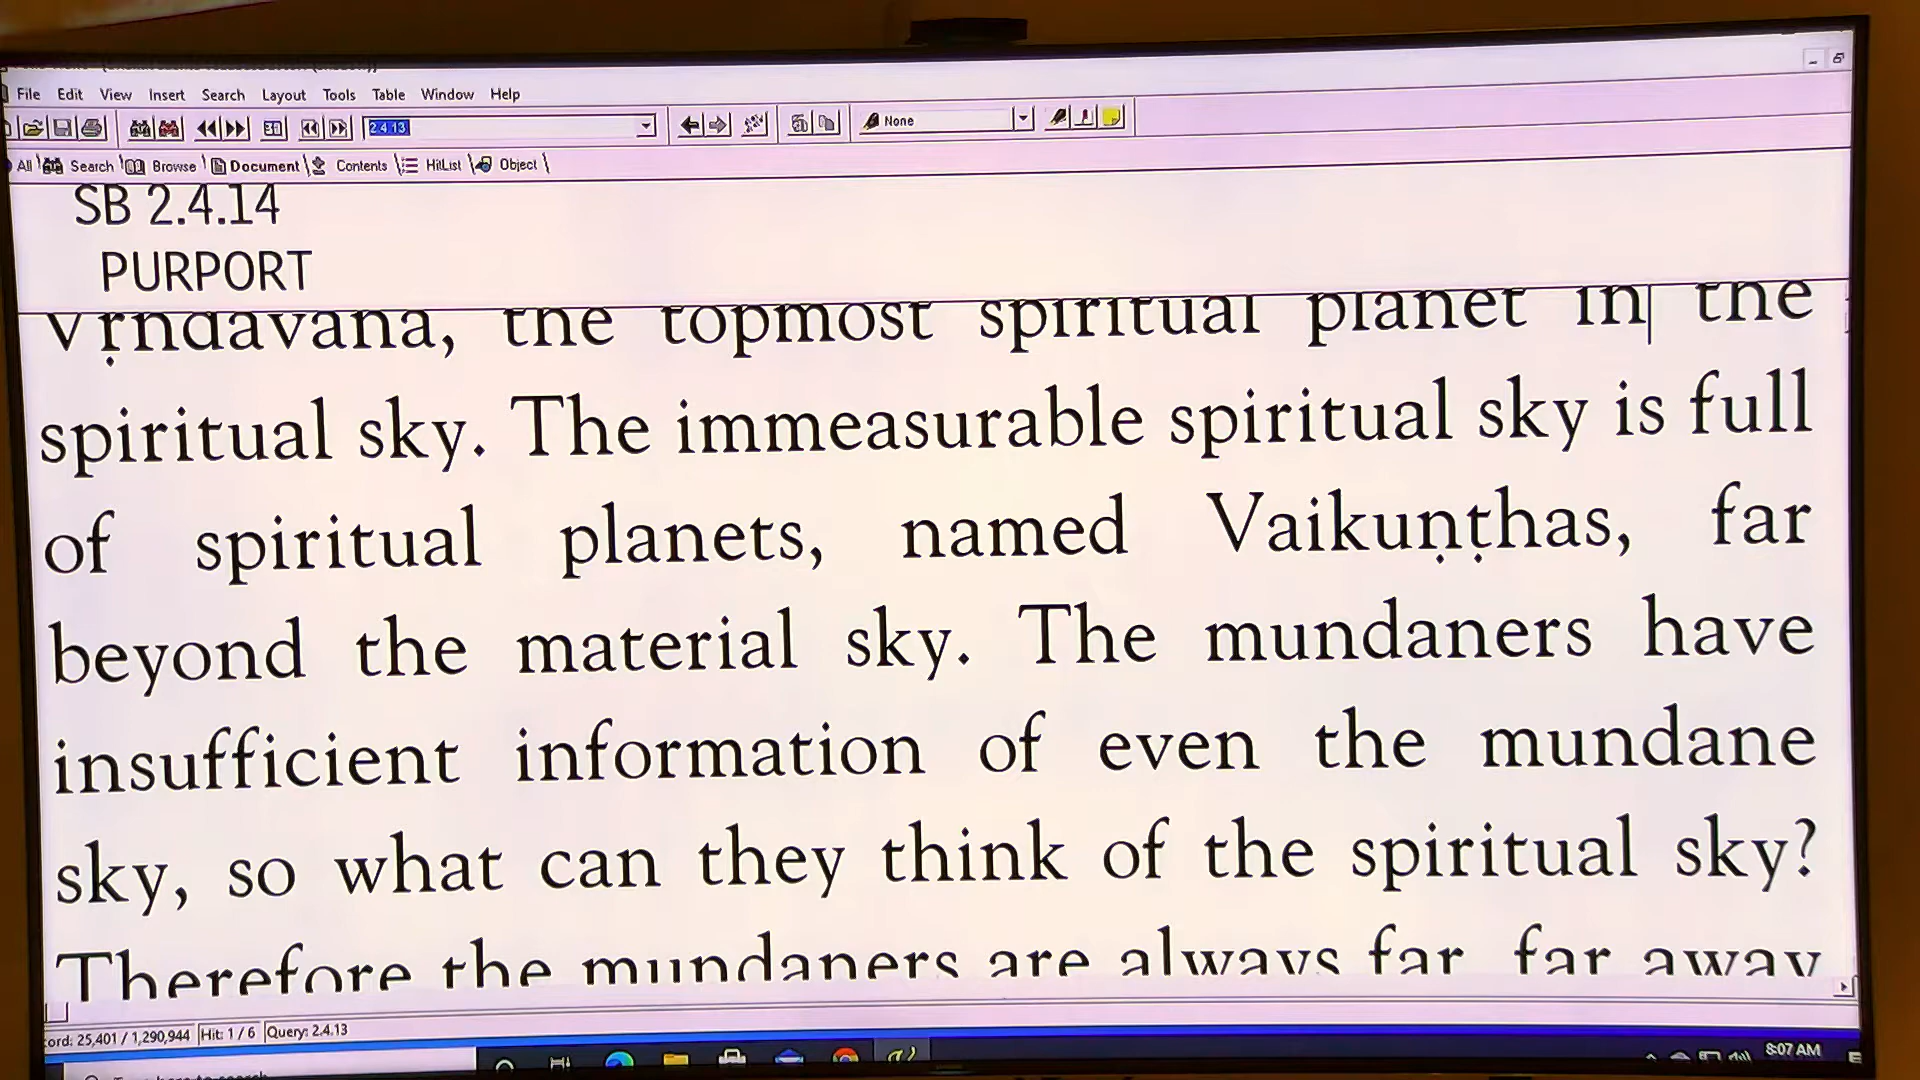 File Edit View Insert Search Layout Tools Table Window Help
2.4.13 None
All Search Browse Document Contents HitList Object
SB 2.4.14
PURPORT
Vṛndāvana, the topmost spiritual planet in the
spiritual sky. The immeasurable spiritual sky is full
of spiritual planets, named Vaikuṇṭhas, far
beyond the material sky. The mundaners have
insufficient information of even the mundane
sky, so what can they think of the spiritual sky?
Therefore the mundaners are always far far away
ord: 25,401 / 1,290,944 Hit: 1 / 6 Query: 2.4.13
8:07 AM